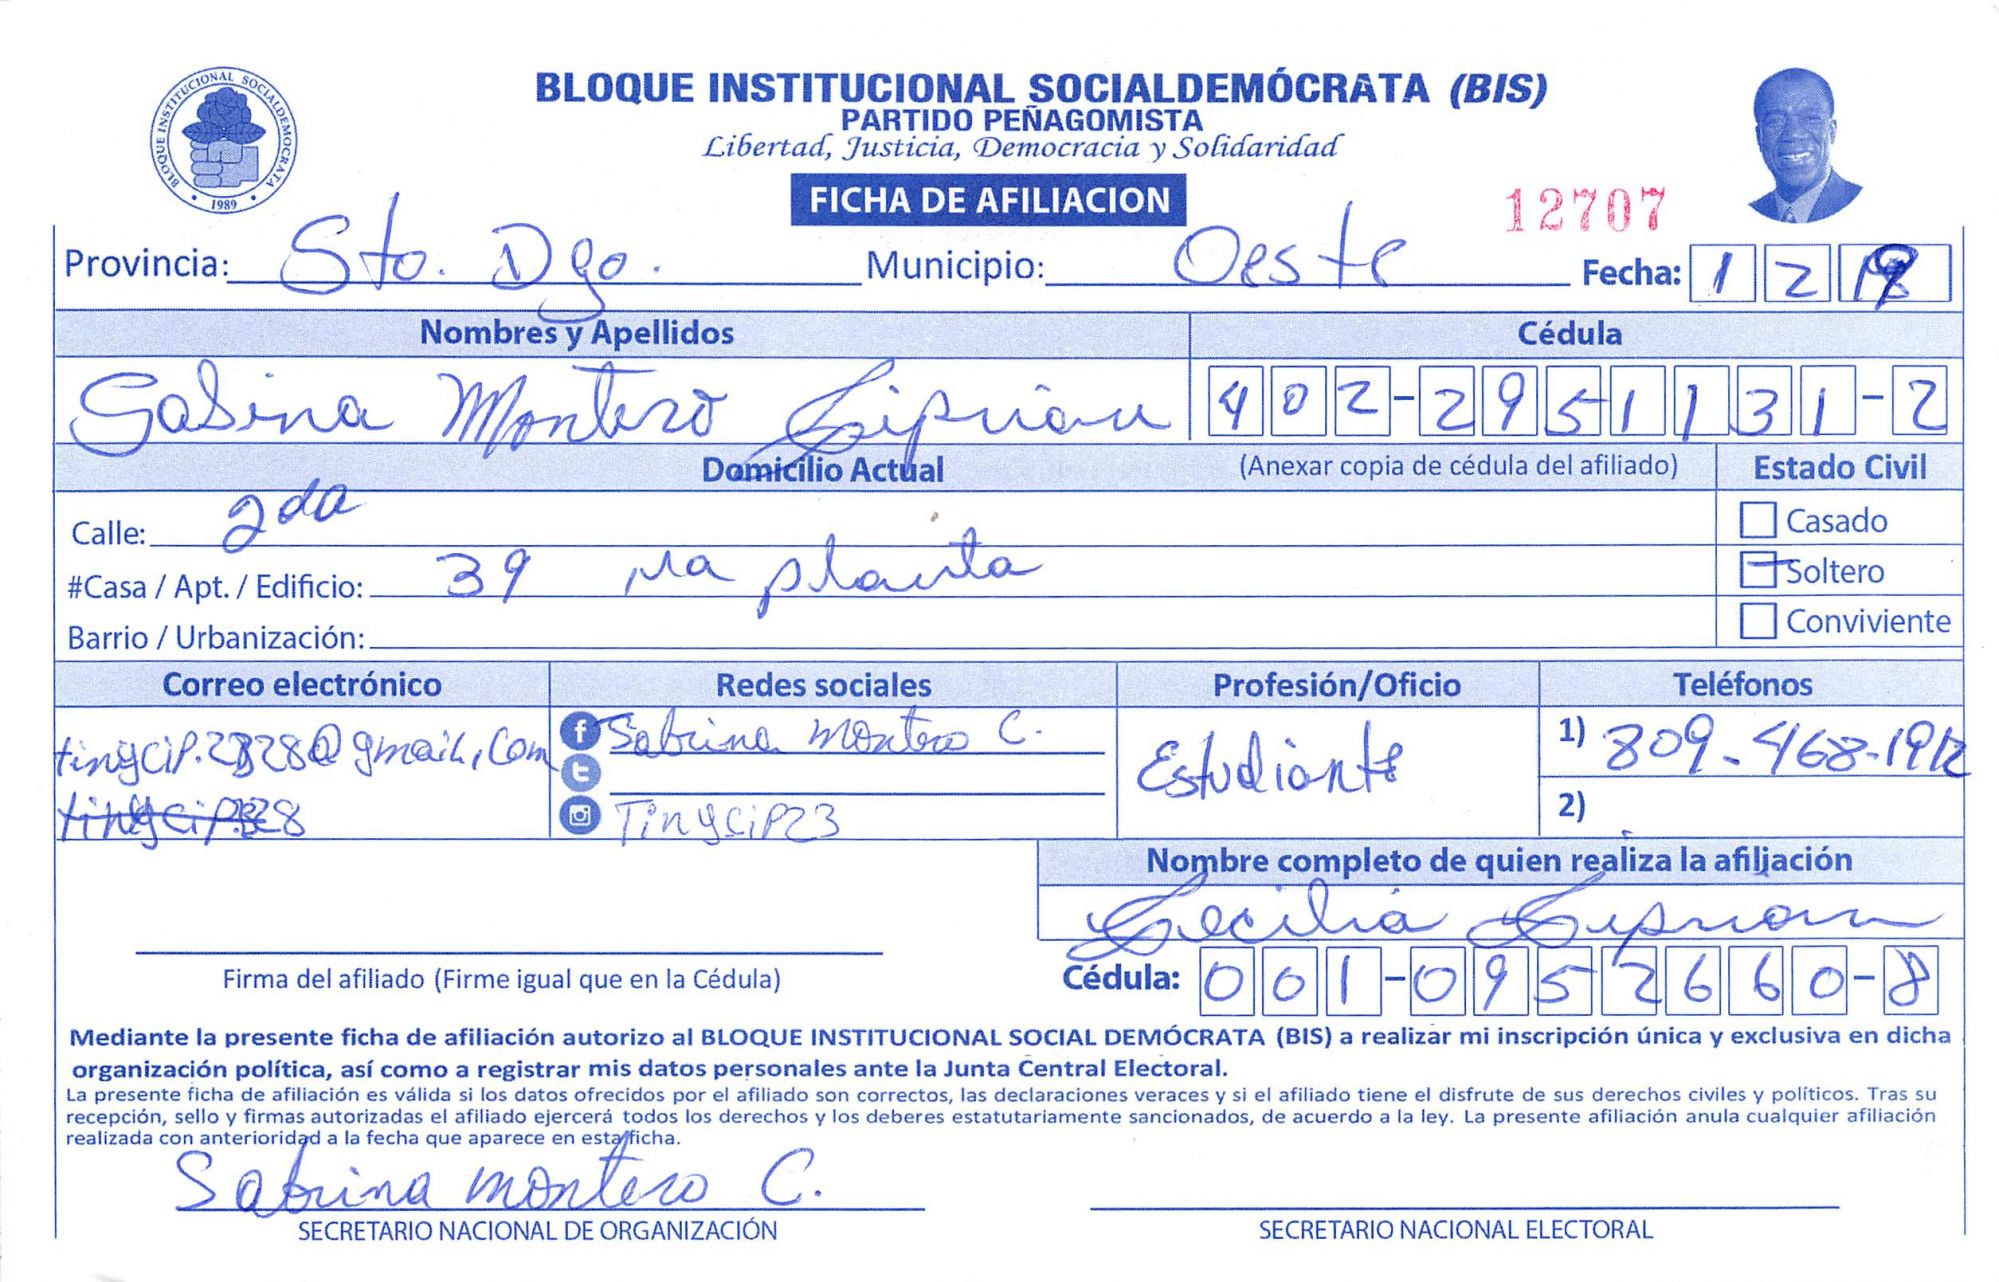 BLOQUE INSTITUCIONAL SOCIALDEMÓCRATA (BIS)
PARTIDO PEÑAGOMISTA
Libertad, Justicia, Democracia y Solidaridad
BLOQUE INSTITUCIONAL SOCIALDEMOCRATA
• 1989 •
FICHA DE AFILIACION
12707
Provincia: Sto. Dgo. Municipio: Oeste Fecha: 1 2 19
Nombres y Apellidos Cédula
Sabina Montero Ciprian 402-2951131-2
Domicilio Actual (Anexar copia de cédula del afiliado) Estado Civil
Calle: 2da Casado
#Casa / Apt. / Edificio: 39 1ra planta Soltero
Barrio / Urbanización: Conviviente
Correo electrónico Redes sociales Profesión/Oficio Teléfonos
@gmail.com Sabrina montero C. Estudiante 1) 809-468-1912
TinyCiP23 2)
Nombre completo de quien realiza la afiliación
Cecilia Ciprian
Firma del afiliado (Firme igual que en la Cédula) Cédula: 001-0952660-8
Mediante la presente ficha de afiliación autorizo al BLOQUE INSTITUCIONAL SOCIAL DEMÓCRATA (BIS) a realizar mi inscripción única y exclusiva en dicha
organización política, así como a registrar mis datos personales ante la Junta Central Electoral.
La presente ficha de afiliación es válida si los datos ofrecidos por el afiliado son correctos, las declaraciones veraces y si el afiliado tiene el disfrute de sus derechos civiles y políticos. Tras su
recepción, sello y firmas autorizadas el afiliado ejercerá todos los derechos y los deberes estatutariamente sancionados, de acuerdo a la ley. La presente afiliación anula cualquier afiliación
realizada con anterioridad a la fecha que aparece en esta ficha.
Sabrina montero C.
SECRETARIO NACIONAL DE ORGANIZACIÓN SECRETARIO NACIONAL ELECTORAL